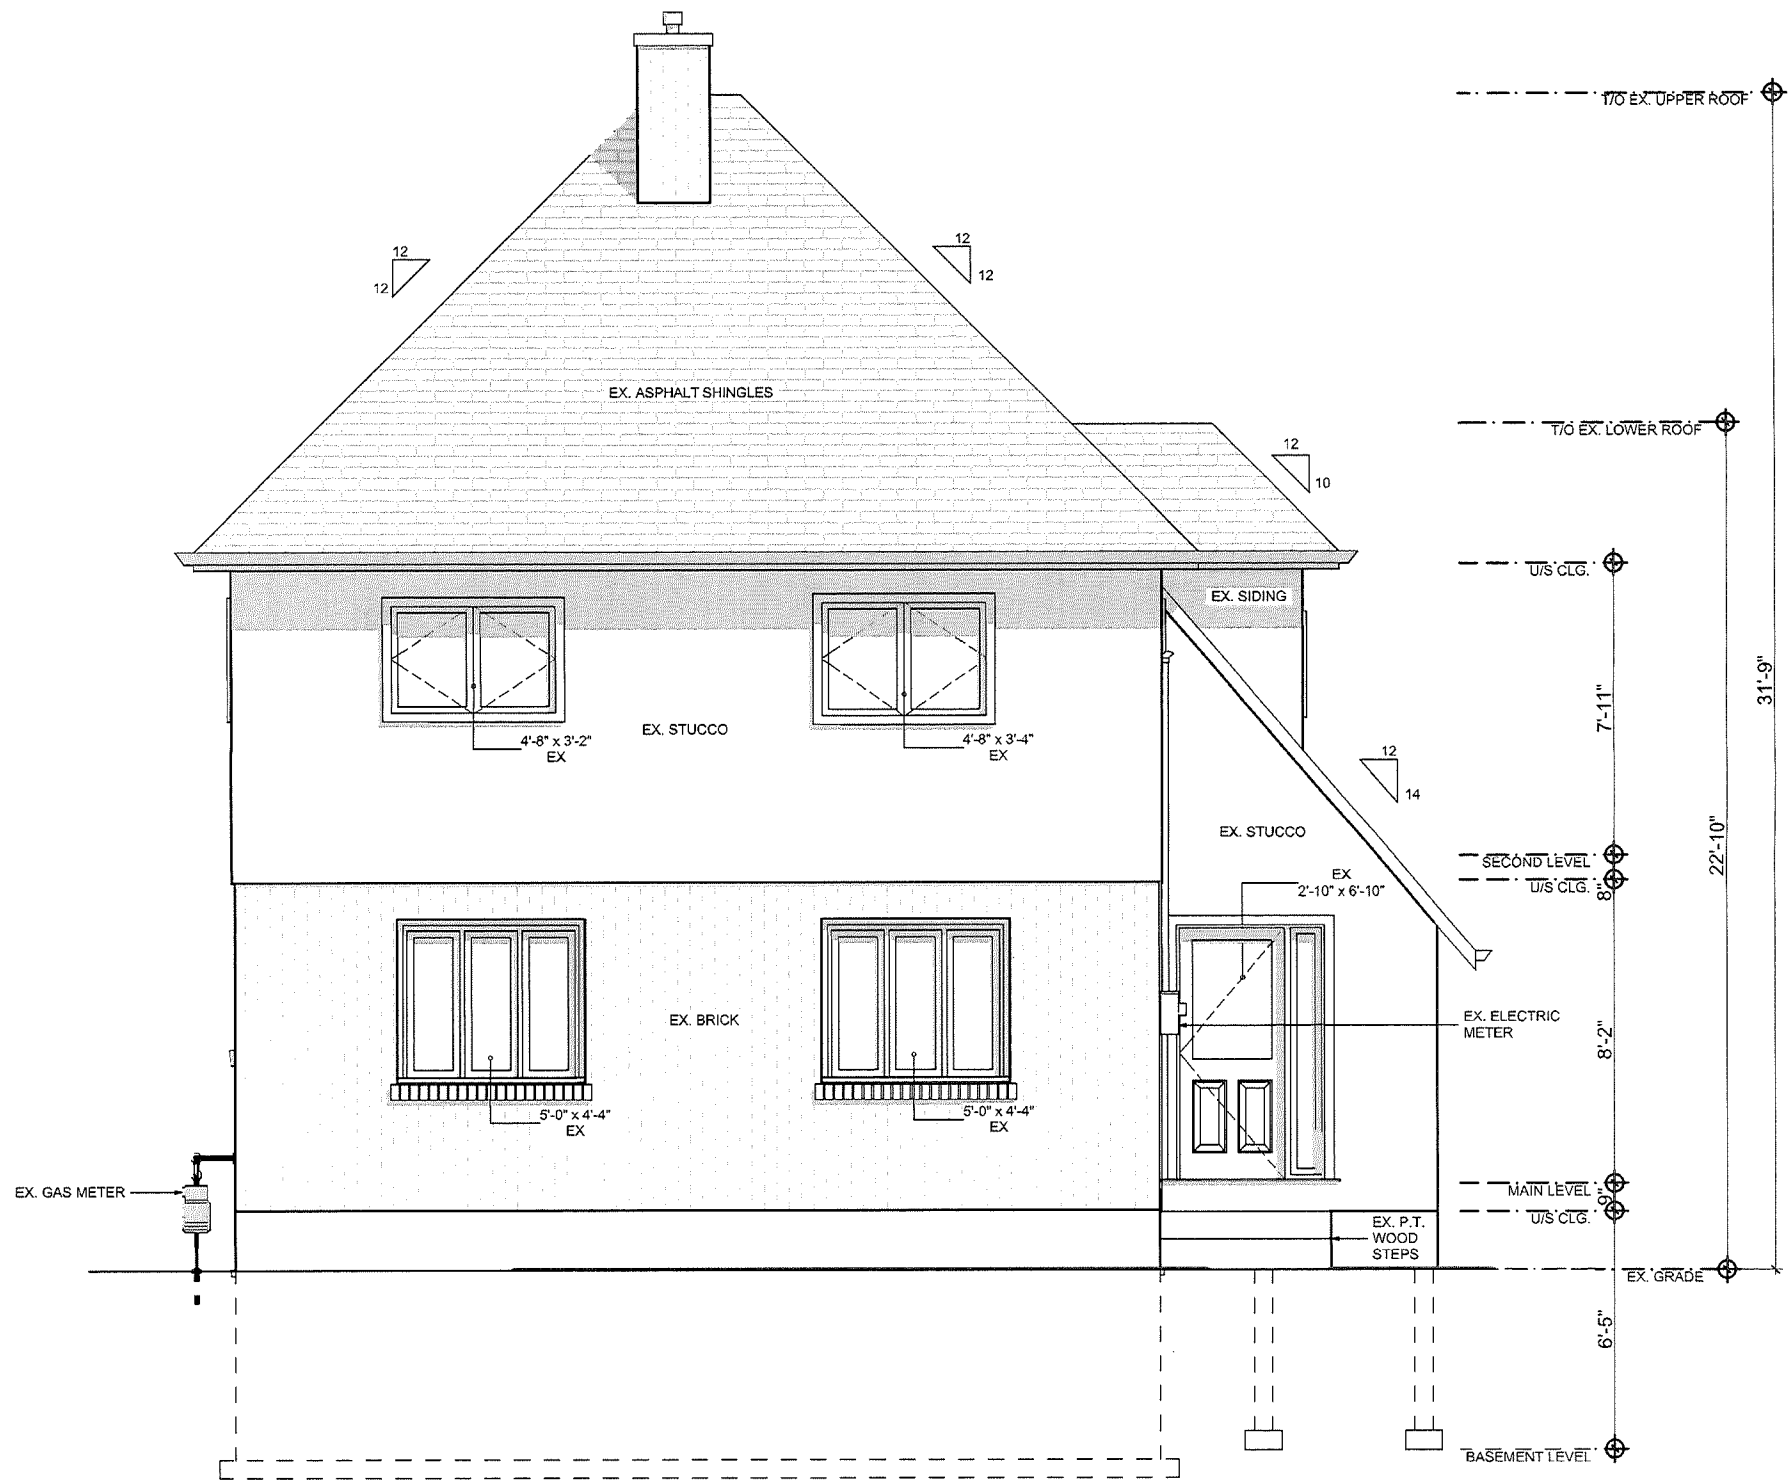 T/O EX. UPPER ROOF
12
12
12
12
EX. ASPHALT SHINGLES
T/O EX. LOWER ROOF
12
10
U/S CLG.
EX. SIDING
31'-9"
7'-11"
EX. STUCCO
4'-8" x 3'-2"
EX
4'-8" x 3'-4"
EX
12
14
EX. STUCCO
22'-10"
SECOND LEVEL
EX
2'-10" x 6'-10"
U/S CLG.
8"
EX. BRICK
EX. ELECTRIC
METER
8'-2"
5'-0" x 4'-4"
EX
5'-0" x 4'-4"
EX
EX. GAS METER
MAIN LEVEL
9"
U/S CLG.
EX. P.T.
WOOD
STEPS
EX. GRADE
6'-5"
BASEMENT LEVEL